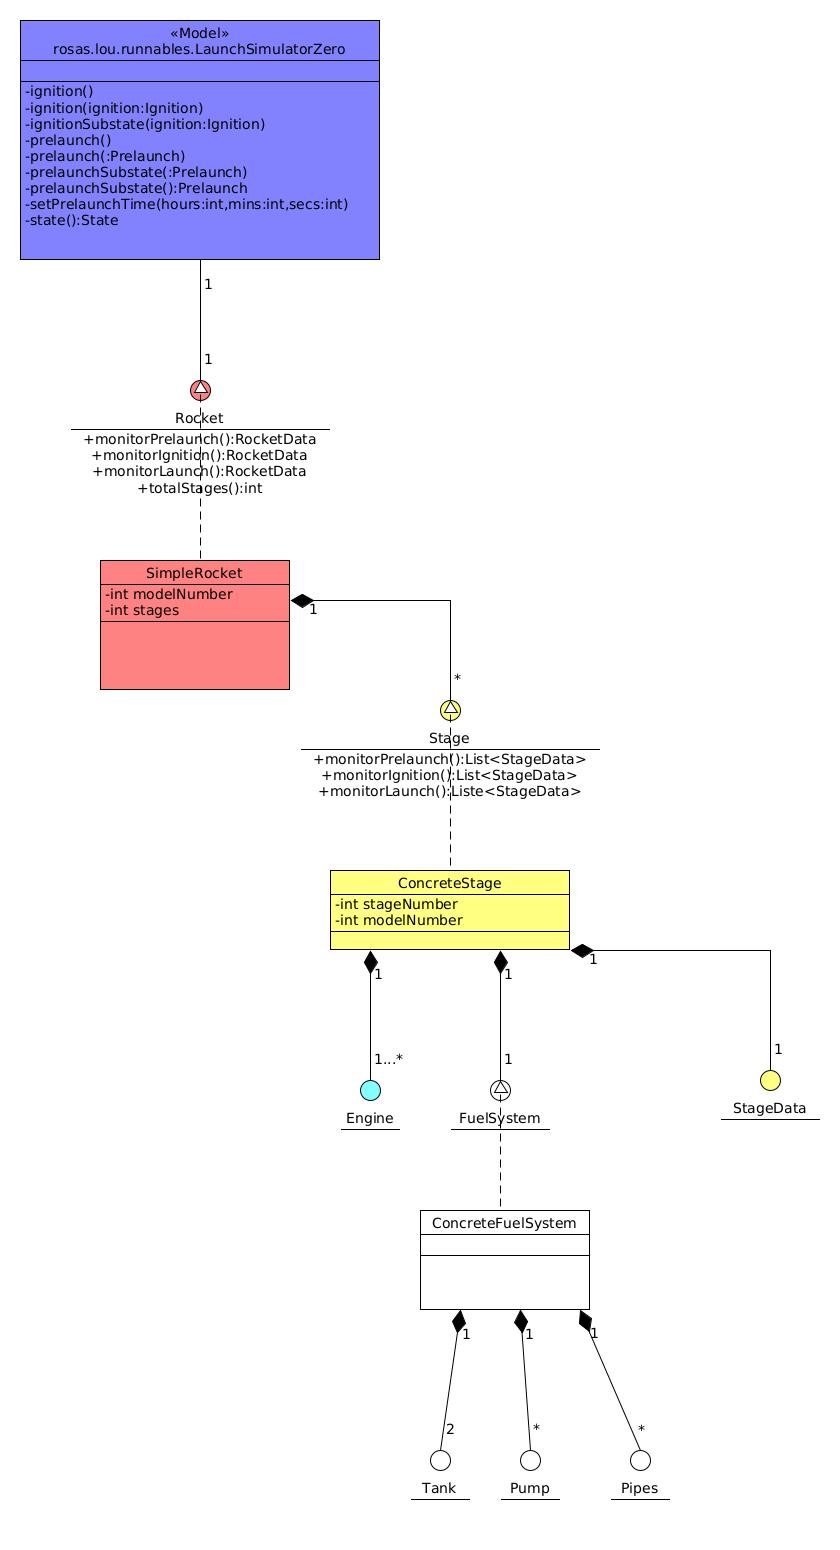 «Model»
rosas.lou.runnables.LaunchSimulatorZero
-ignition()
-ignition(ignition:Ignition)
-ignitionSubstate(ignition:Ignition)
-prelaunch()
-prelaunch(:Prelaunch)
-prelaunchSubstate(:Prelaunch)
-prelaunchSubstate():Prelaunch
-setPrelaunchTime(hours:int,mins:int,secs:int)
-state():State
1
1
Rocket
+monitorPrelaunch():RocketData
+monitorIgnition():RocketData
+monitorLaunch():RocketData
+totalStages():int
SimpleRocket
-int modelNumber
-int stages
1
*
Stage
+monitorPrelaunch():List<StageData>
+monitorIgnition():List<StageData>
+monitorLaunch():Liste<StageData>
ConcreteStage
-int stageNumber
-int modelNumber
1
1
1
1...*
1
1
Engine
FuelSystem
StageData
ConcreteFuelSystem
1
1
1
2
*
*
Tank
Pump
Pipes